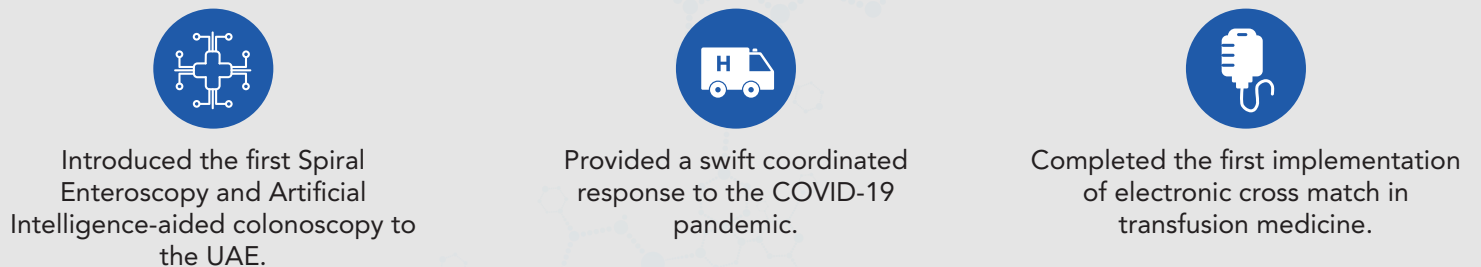 H
Introduced the first Spiral
Enteroscopy and Artificial
Intelligence-aided colonoscopy to
the UAE.
Provided a swift coordinated
response to the COVID-19
pandemic.
Completed the first implementation
of electronic cross match in
transfusion medicine.